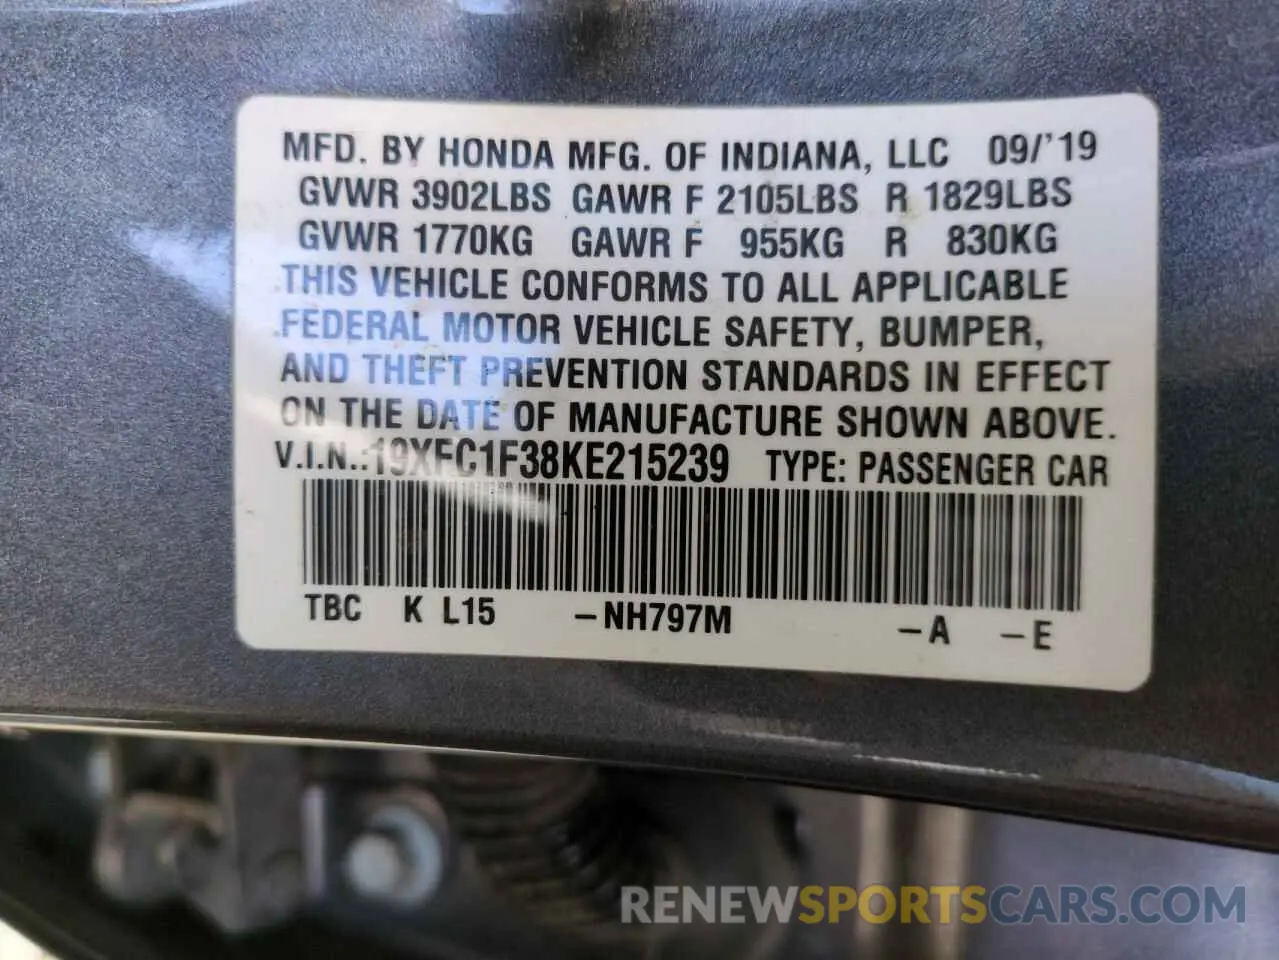 MFD. BY HONDA MFG. OF INDIANA, LLC 09/'19
GVWR 3902LBS GAWR F 2105LBS R 1829LBS
GVWR 1770KG GAWR F 955KG R 830KG
THIS VEHICLE CONFORMS TO ALL APPLICABLE
FEDERAL MOTOR VEHICLE SAFETY, BUMPER,
AND THEFT PREVENTION STANDARDS IN EFFECT
ON THE DATE OF MANUFACTURE SHOWN ABOVE.
V.I.N.:19XFC1F38KE215239 TYPE: PASSENGER CAR
TBC K L15 –NH797M –A –E
RENEWSPORTSCARS.COM